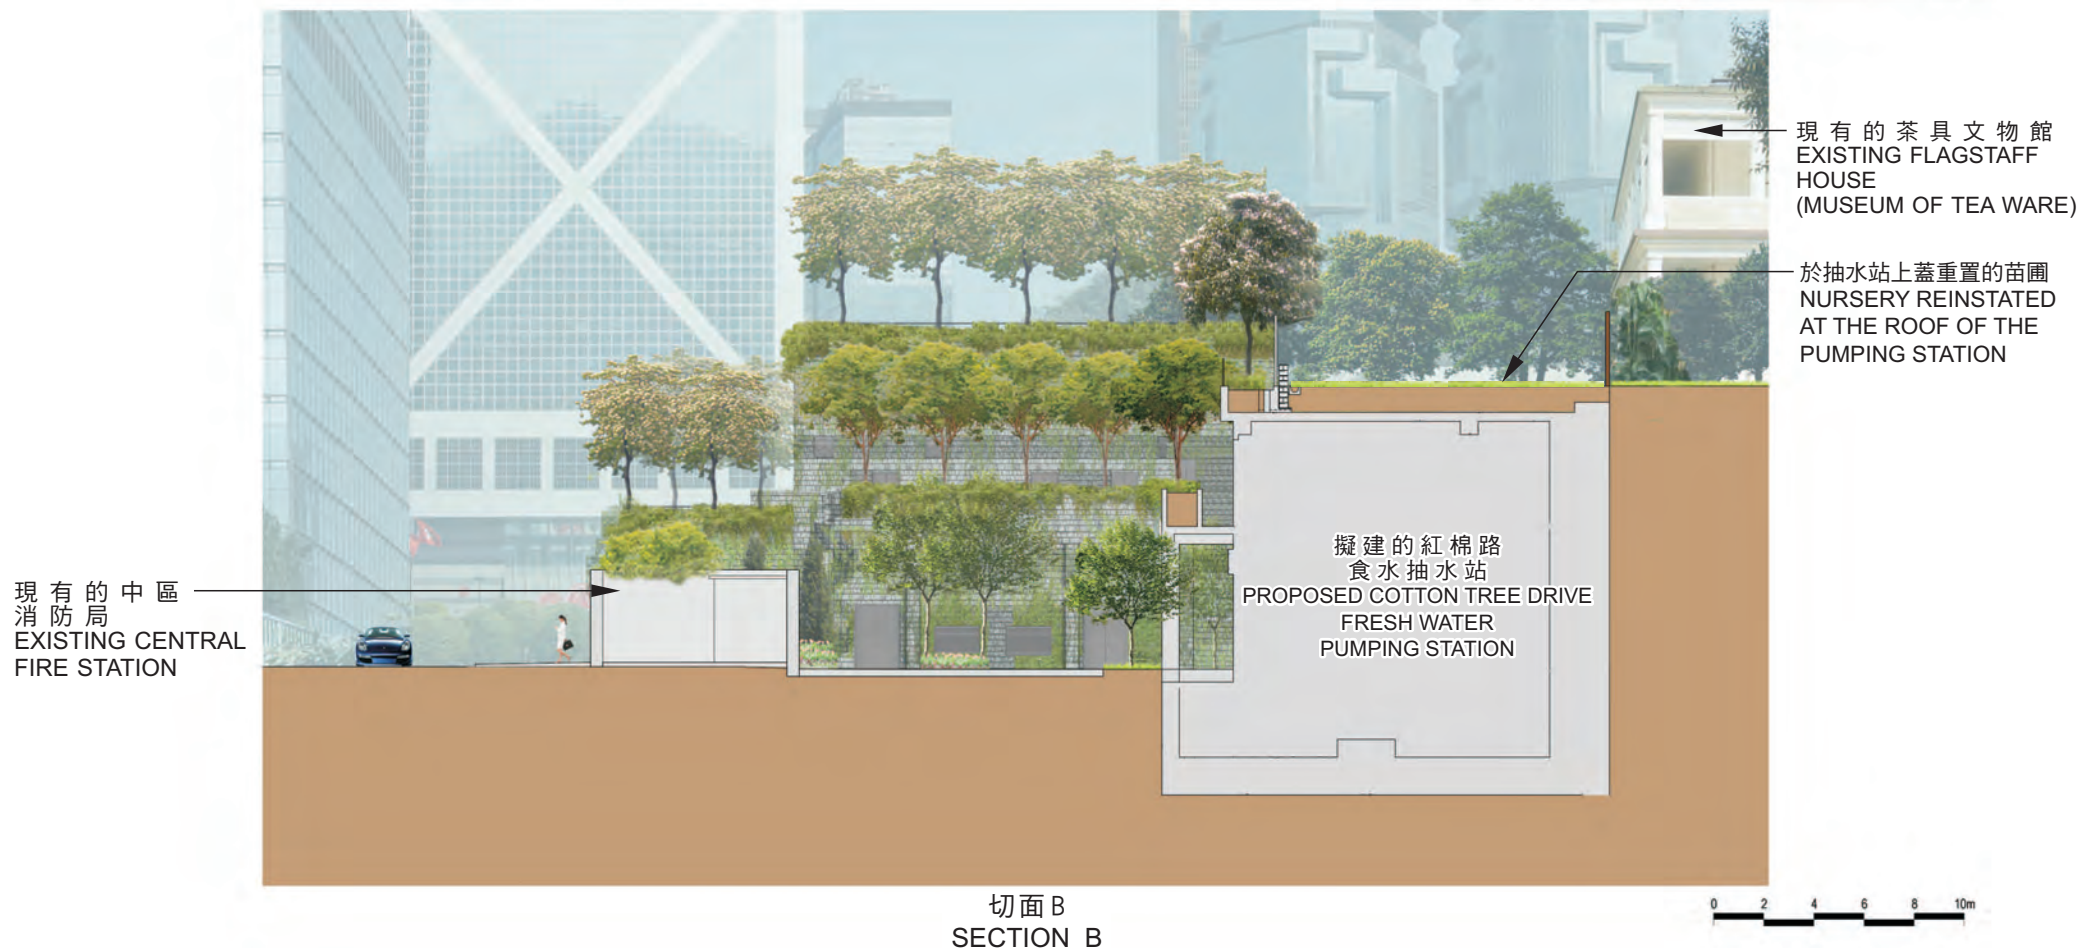 現有的茶具文物館
EXISTING FLAGSTAFF
HOUSE
(MUSEUM OF TEA WARE)
於抽水站上蓋重置的苗圃
NURSERY REINSTATED
AT THE ROOF OF THE
PUMPING STATION
現有的中區
消防局
EXISTING CENTRAL
FIRE STATION
擬建的紅棉路
食水抽水站
PROPOSED COTTON TREE DRIVE
FRESH WATER
PUMPING STATION
切面B
SECTION B
0 2 4 6 8 10m